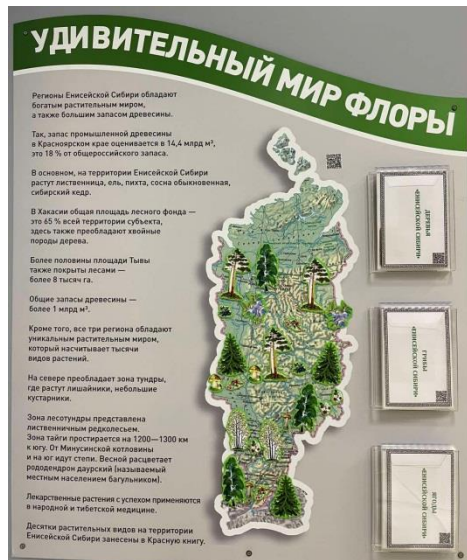 УДИВИТЕЛЬНЫЙ МИР ФЛОРЫ
Регионы Енисейской Сибири обладают
богатым растительным миром,
а также большим запасом древесины.
Так, запас промышленной древесины
в Красноярском крае оценивается в 14,4 млрд м³,
это 18 % от общероссийского запаса.
В основном, на территории Енисейской Сибири
растут лиственница, ель, пихта, сосна обыкновенная,
сибирский кедр.
В Хакасии общая площадь лесного фонда —
это 65 % всей территории субъекта,
здесь также преобладают хвойные
породы дерева.
Более половины площади Тывы
также покрыты лесами —
более 8 тысяч га.
Общие запасы древесины —
более 1 млрд м³.
Кроме того, все три региона обладают
уникальным растительным миром,
который насчитывает тысячи
видов растений.
На севере преобладает зона тундры,
где растут лишайники, небольшие
кустарники.
Зона лесотундры представлена
лиственничным редколесьем.
Зона тайги простирается на 1200—1300 км
к югу. От Минусинской котловины
и на юг идут степи. Весной расцветает
рододендрон даурский (называемый
местным населением багульником).
Лекарственные растения с успехом применяются
в народной и тибетской медицине.
Десятки растительных видов на территории
Енисейской Сибири занесены в Красную книгу.
ДЕРЕВЬЯ
«ЕНИСЕЙСКОЙ СИБИРИ»
ГРИБЫ
«ЕНИСЕЙСКОЙ СИБИРИ»
ЯГОДЫ
«ЕНИСЕЙСКОЙ СИБИРИ»